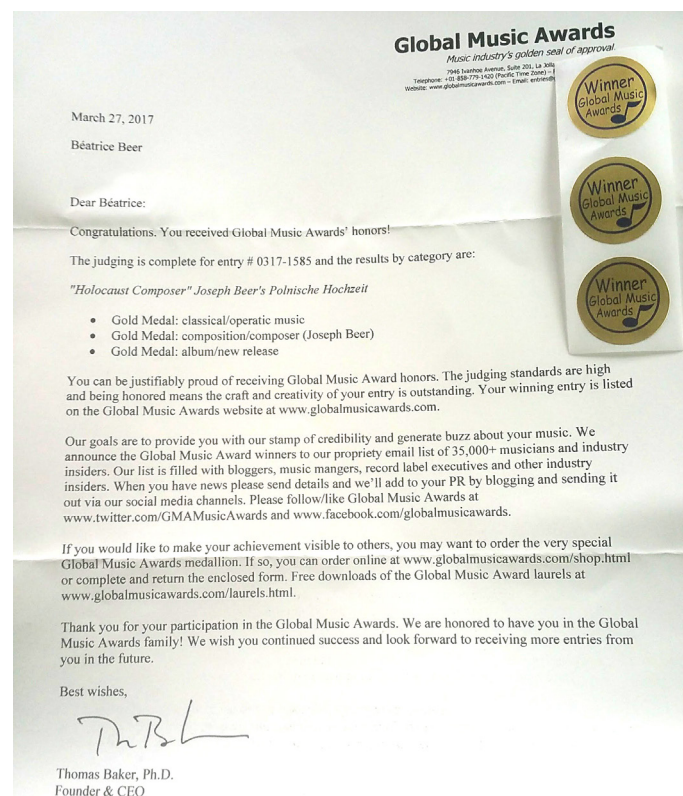 Global Music Awards
Music industry's golden seal of approval.
7946 Ivanhoe Avenue, Suite 201, La Jolla
Telephone: +01-858-779-1420 (Pacific Time Zone) –
Website: www.globalmusicawards.com – Email: entries@
Winner
Global Music
Awards
Winner
Global Music
Awards
Winner
Global Music
Awards
March 27, 2017
Béatrice Beer
Dear Béatrice:
Congratulations. You received Global Music Awards' honors!
The judging is complete for entry # 0317-1585 and the results by category are:
"Holocaust Composer" Joseph Beer's Polnische Hochzeit
• Gold Medal: classical/operatic music
• Gold Medal: composition/composer (Joseph Beer)
• Gold Medal: album/new release
You can be justifiably proud of receiving Global Music Award honors. The judging standards are high
and being honored means the craft and creativity of your entry is outstanding. Your winning entry is listed
on the Global Music Awards website at www.globalmusicawards.com.
Our goals are to provide you with our stamp of credibility and generate buzz about your music. We
announce the Global Music Award winners to our propriety email list of 35,000+ musicians and industry
insiders. Our list is filled with bloggers, music mangers, record label executives and other industry
insiders. When you have news please send details and we'll add to your PR by blogging and sending it
out via our social media channels. Please follow/like Global Music Awards at
www.twitter.com/GMAMusicAwards and www.facebook.com/globalmusicawards.
If you would like to make your achievement visible to others, you may want to order the very special
Global Music Awards medallion. If so, you can order online at www.globalmusicawards.com/shop.html
or complete and return the enclosed form. Free downloads of the Global Music Award laurels at
www.globalmusicawards.com/laurels.html.
Thank you for your participation in the Global Music Awards. We are honored to have you in the Global
Music Awards family! We wish you continued success and look forward to receiving more entries from
you in the future.
Best wishes,
Thomas Baker, Ph.D.
Founder & CEO